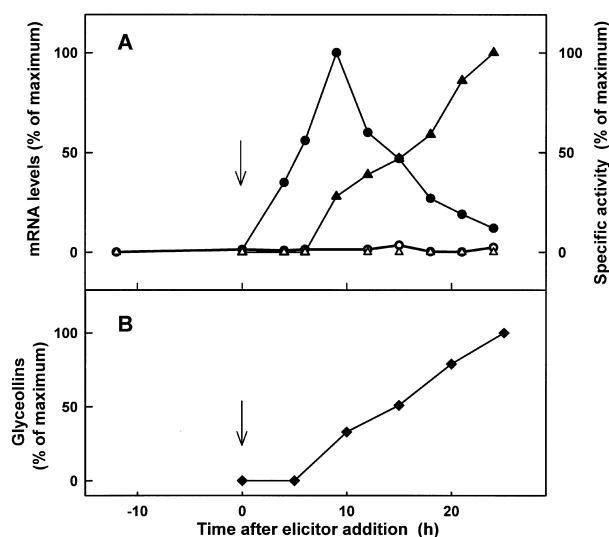 A
mRNA levels (% of maximum)
100
50
0
Specific activity (% of maximum)
100
50
0
B
Glyceollins
(% of maximum)
100
50
0
-10
0
10
20
Time after elicitor addition (h)